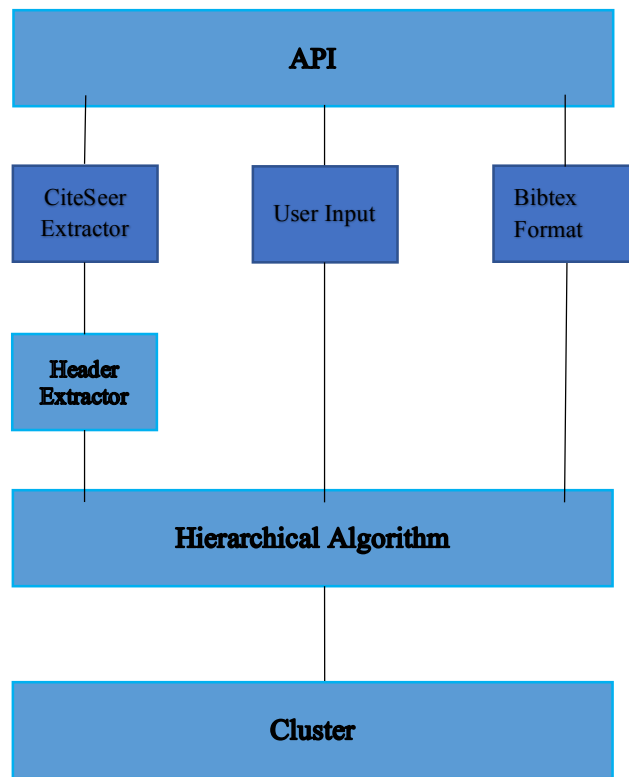 API
CiteSeer
Extractor
User Input
Bibtex
Format
Header
Extractor
Hierarchical Algorithm
Cluster